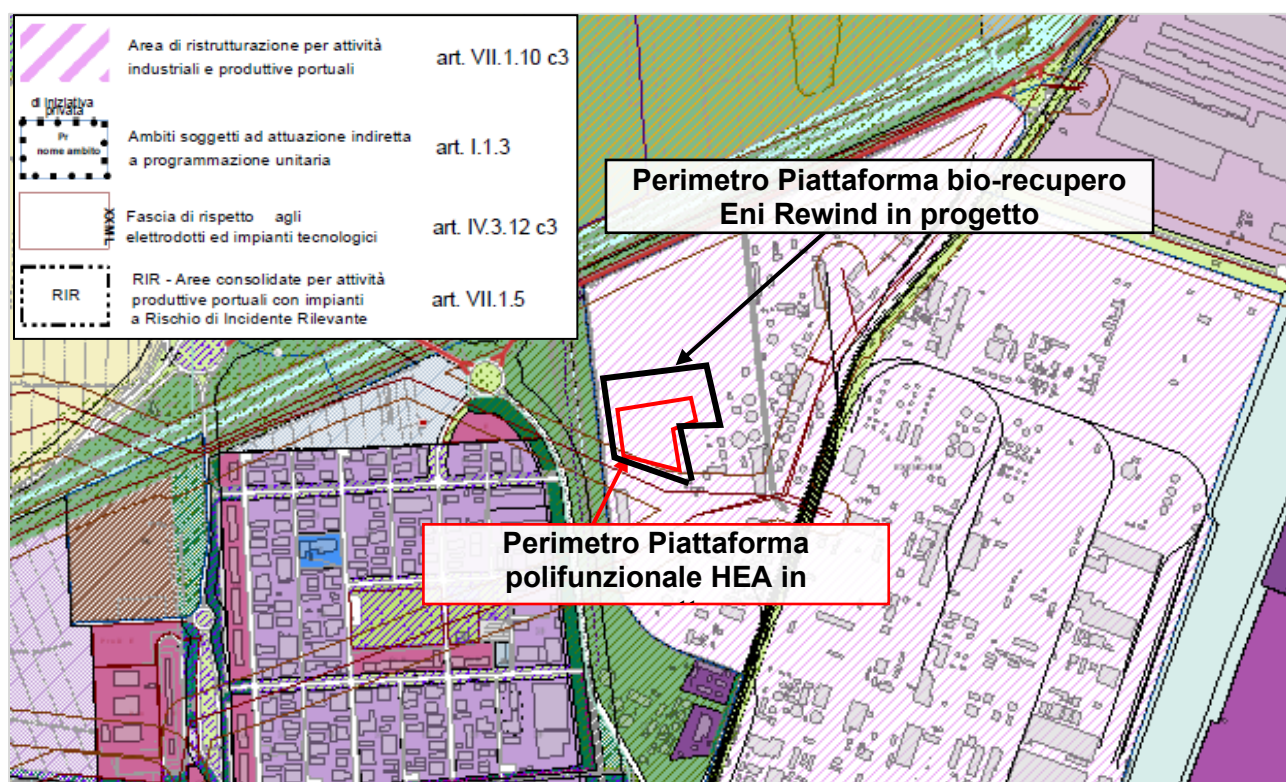 Area di ristrutturazione per attività
industriali e produttive portuali
art. VII.1.10 c3
di iniziativa
privata
Pr
nome ambito
Ambiti soggetti ad attuazione indiretta
a programmazione unitaria
art. I.1.3
Fascia di rispetto agli
elettrodotti ed impianti tecnologici
art. IV.3.12 c3
RIR
RIR - Aree consolidate per attività
produttive portuali con impianti
a Rischio di Incidente Rilevante
art. VII.1.5
Perimetro Piattaforma bio-recupero
Eni Rewind in progetto
Perimetro Piattaforma
polifunzionale HEA in